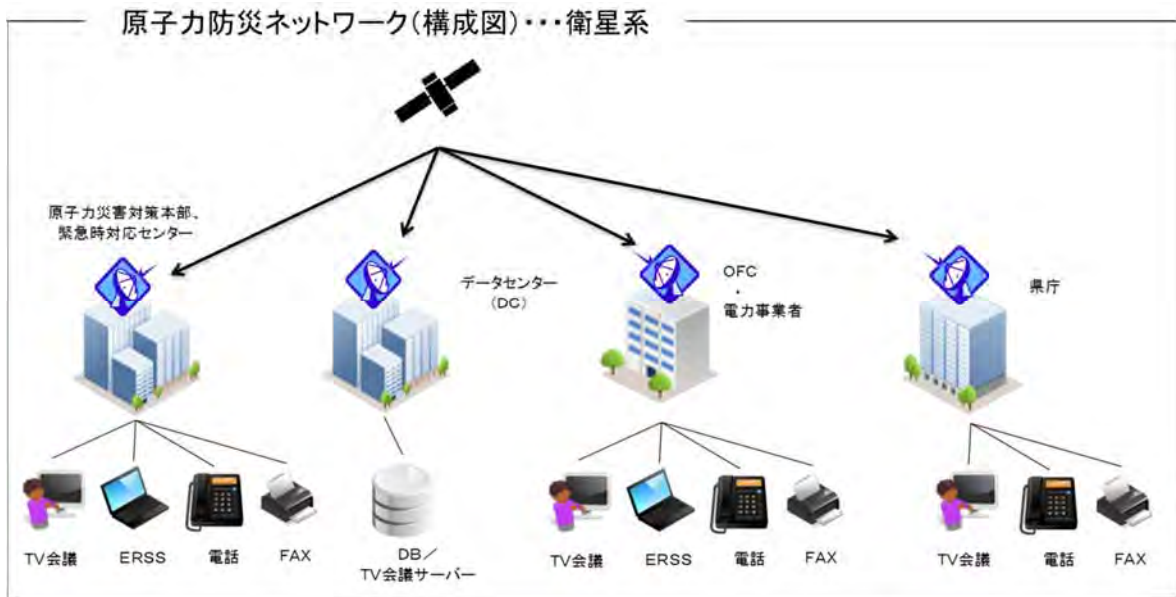 原子力防災ネットワーク(構成図)･･･衛星系
原子力災害対策本部、
緊急時対応センター
データセンター
(DC)
OFC
・
電力事業者
県庁
TV会議
ERSS
電話
FAX
DB／
TV会議サーバー
TV会議
ERSS
電話
FAX
TV会議
電話
FAX